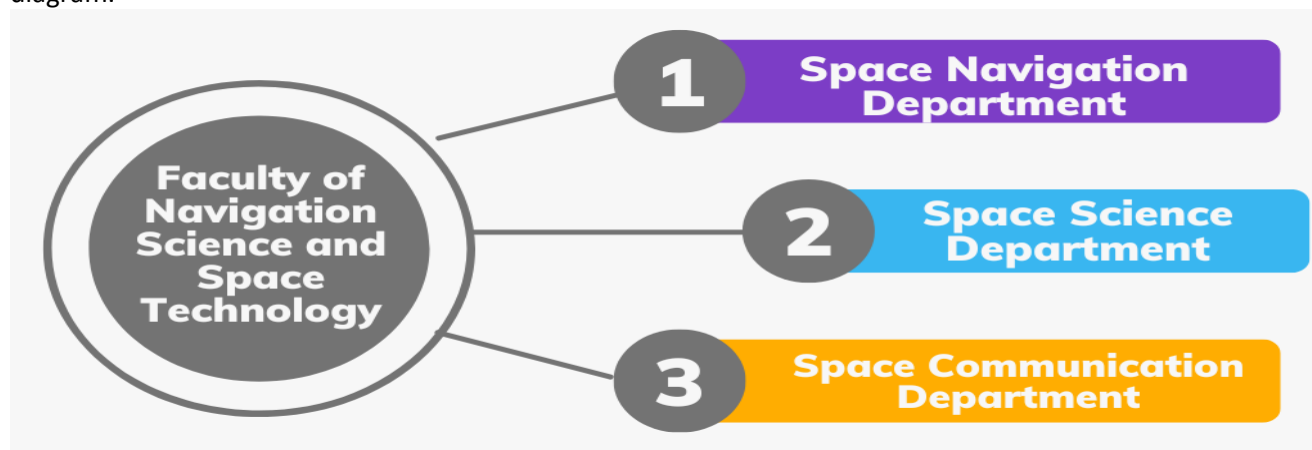 diagram.
Faculty of
Navigation
Science and
Space
Technology
1
Space Navigation
Department
2
Space Science
Department
3
Space Communication
Department